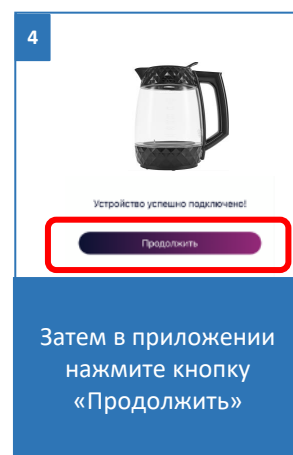 4
Устройство успешно подключено!
Продолжить
Затем в приложении
нажмите кнопку
«Продолжить»